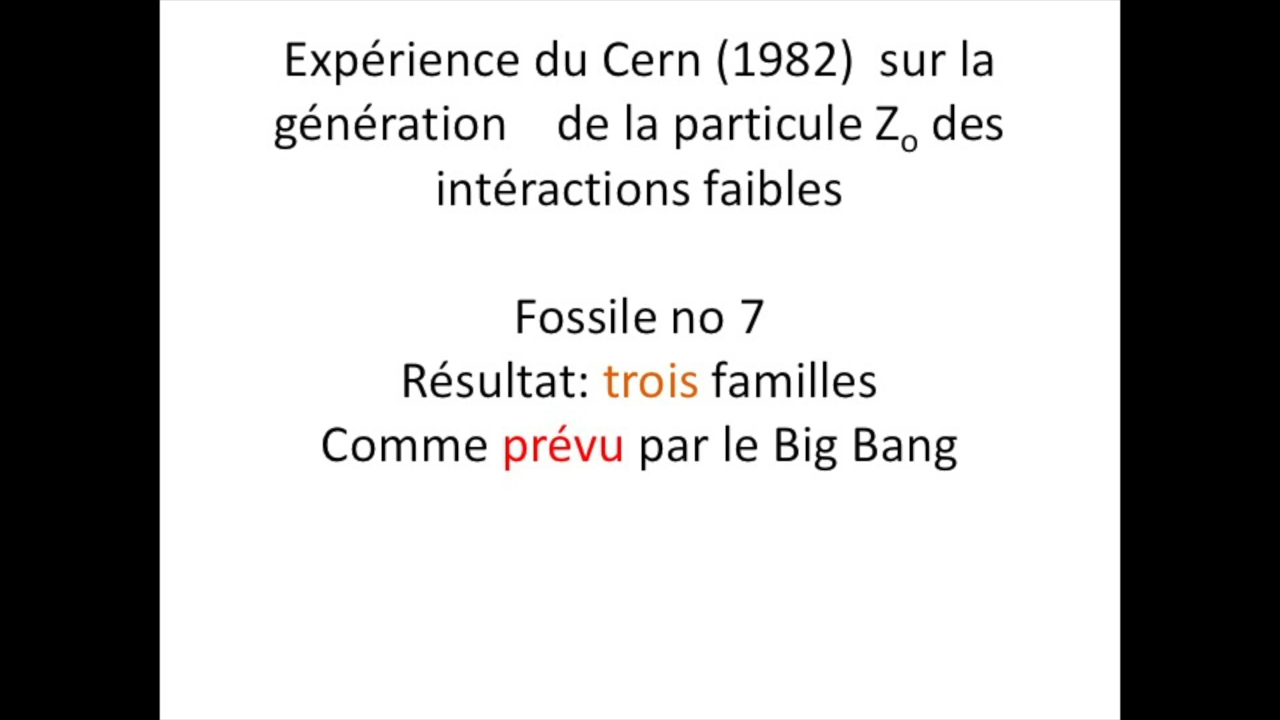 Expérience du Cern (1982)  sur la
génération    de la particule Zo des
intéractions faibles
Fossile no 7
Résultat: trois familles
Comme prévu par le Big Bang